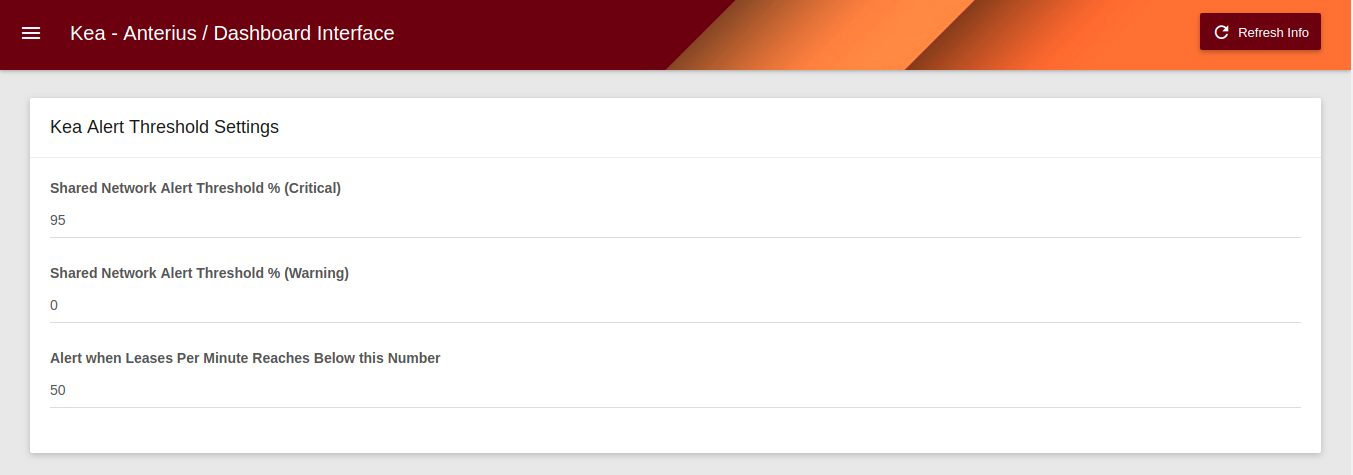 Kea - Anterius / Dashboard Interface
Refresh Info
Kea Alert Threshold Settings
Shared Network Alert Threshold % (Critical)
95
Shared Network Alert Threshold % (Warning)
0
Alert when Leases Per Minute Reaches Below this Number
50